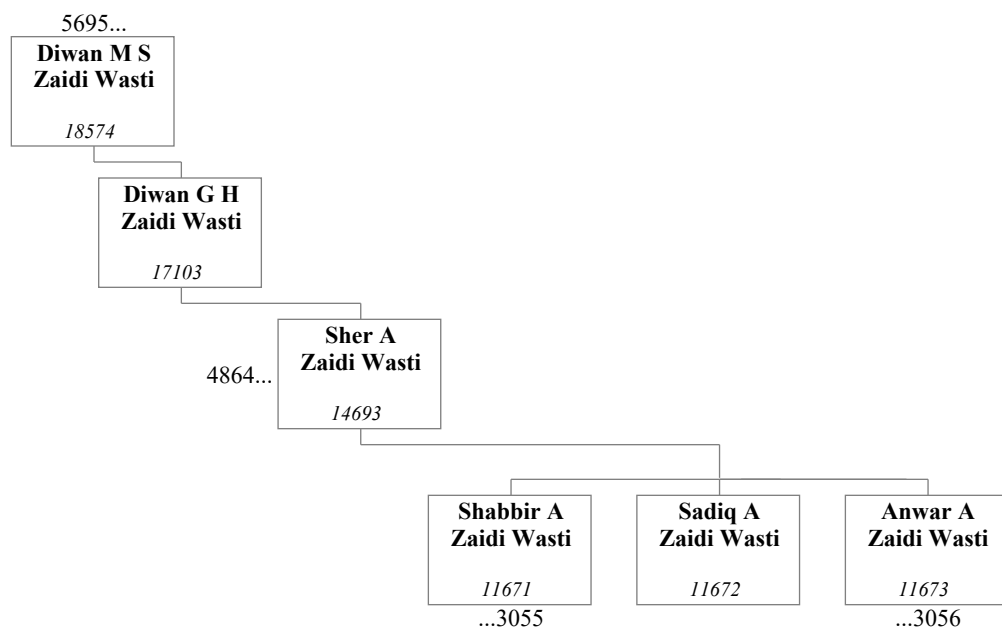 5695...
Diwan M S
Zaidi Wasti
18574
Diwan G H
Zaidi Wasti
17103
Sher A
Zaidi Wasti
4864...
14693
Shabbir A
Zaidi Wasti
11671
...3055
Sadiq A
Zaidi Wasti
11672
Anwar A
Zaidi Wasti
11673
...3056